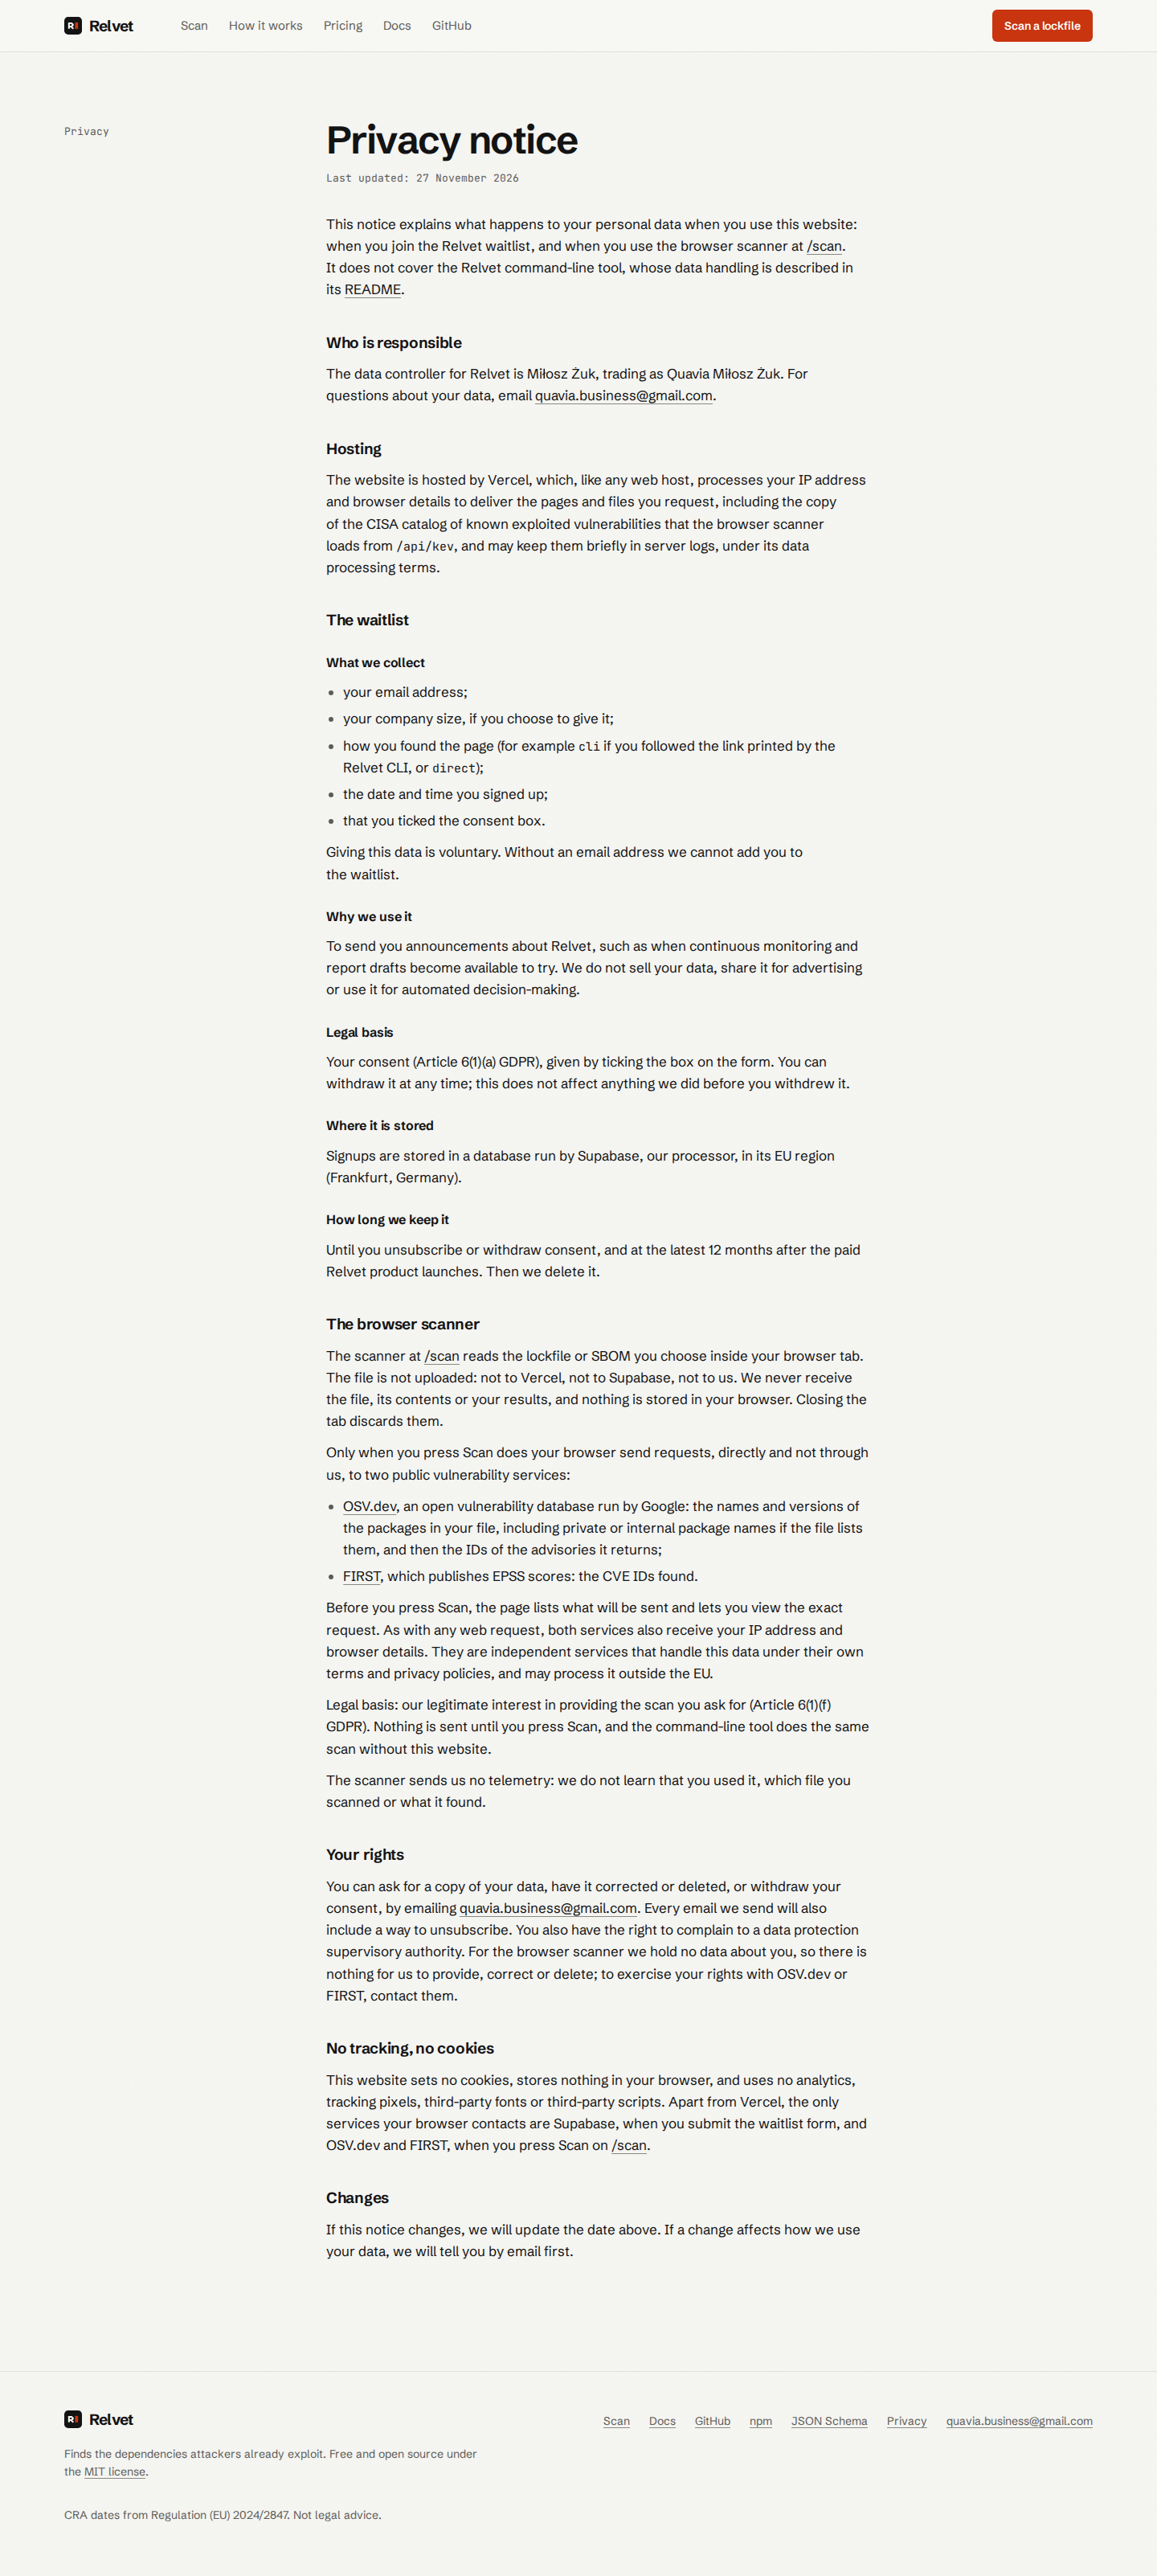 Relvet
Scan
How it works
Pricing
Docs
GitHub
Scan a lockfile
Privacy
Privacy notice
Last updated: 27 November 2026
This notice explains what happens to your personal data when you use this website:
when you join the Relvet waitlist, and when you use the browser scanner at /scan.
It does not cover the Relvet command-line tool, whose data handling is described in
its README.
Who is responsible
The data controller for Relvet is Miłosz Żuk, trading as Quavia Miłosz Żuk. For
questions about your data, email quavia.business@gmail.com.
Hosting
The website is hosted by Vercel, which, like any web host, processes your IP address
and browser details to deliver the pages and files you request, including the copy
of the CISA catalog of known exploited vulnerabilities that the browser scanner
loads from /api/kev, and may keep them briefly in server logs, under its data
processing terms.
The waitlist
What we collect
• your email address;
• your company size, if you choose to give it;
• how you found the page (for example cli if you followed the link printed by the
Relvet CLI, or direct);
• the date and time you signed up;
• that you ticked the consent box.
Giving this data is voluntary. Without an email address we cannot add you to
the waitlist.
Why we use it
To send you announcements about Relvet, such as when continuous monitoring and
report drafts become available to try. We do not sell your data, share it for advertising
or use it for automated decision-making.
Legal basis
Your consent (Article 6(1)(a) GDPR), given by ticking the box on the form. You can
withdraw it at any time; this does not affect anything we did before you withdrew it.
Where it is stored
Signups are stored in a database run by Supabase, our processor, in its EU region
(Frankfurt, Germany).
How long we keep it
Until you unsubscribe or withdraw consent, and at the latest 12 months after the paid
Relvet product launches. Then we delete it.
The browser scanner
The scanner at /scan reads the lockfile or SBOM you choose inside your browser tab.
The file is not uploaded: not to Vercel, not to Supabase, not to us. We never receive
the file, its contents or your results, and nothing is stored in your browser. Closing the
tab discards them.
Only when you press Scan does your browser send requests, directly and not through
us, to two public vulnerability services:
• OSV.dev, an open vulnerability database run by Google: the names and versions of
the packages in your file, including private or internal package names if the file lists
them, and then the IDs of the advisories it returns;
• FIRST, which publishes EPSS scores: the CVE IDs found.
Before you press Scan, the page lists what will be sent and lets you view the exact
request. As with any web request, both services also receive your IP address and
browser details. They are independent services that handle this data under their own
terms and privacy policies, and may process it outside the EU.
Legal basis: our legitimate interest in providing the scan you ask for (Article 6(1)(f)
GDPR). Nothing is sent until you press Scan, and the command-line tool does the same
scan without this website.
The scanner sends us no telemetry: we do not learn that you used it, which file you
scanned or what it found.
Your rights
You can ask for a copy of your data, have it corrected or deleted, or withdraw your
consent, by emailing quavia.business@gmail.com. Every email we send will also
include a way to unsubscribe. You also have the right to complain to a data protection
supervisory authority. For the browser scanner we hold no data about you, so there is
nothing for us to provide, correct or delete; to exercise your rights with OSV.dev or
FIRST, contact them.
No tracking, no cookies
This website sets no cookies, stores nothing in your browser, and uses no analytics,
tracking pixels, third-party fonts or third-party scripts. Apart from Vercel, the only
services your browser contacts are Supabase, when you submit the waitlist form, and
OSV.dev and FIRST, when you press Scan on /scan.
Changes
If this notice changes, we will update the date above. If a change affects how we use
your data, we will tell you by email first.
Relvet
Scan
Docs
GitHub
npm
JSON Schema
Privacy
quavia.business@gmail.com
Finds the dependencies attackers already exploit. Free and open source under
the MIT license.
CRA dates from Regulation (EU) 2024/2847. Not legal advice.